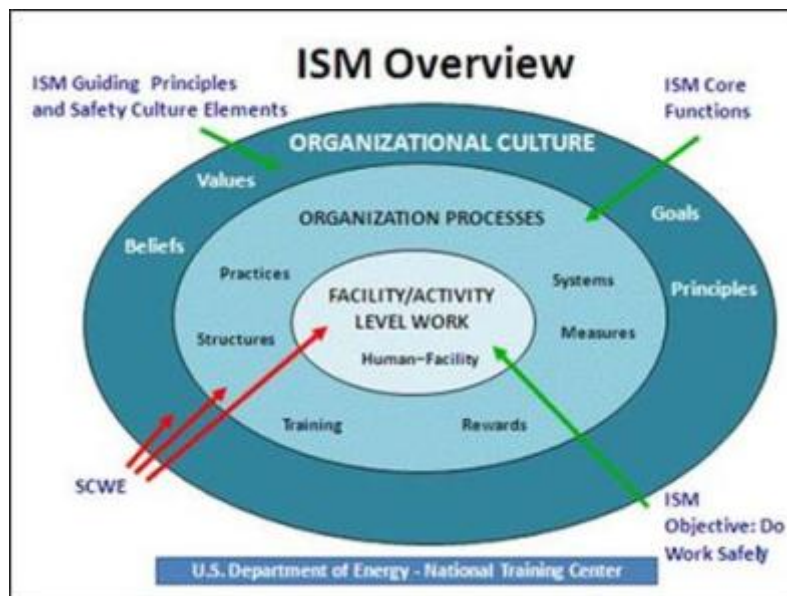 ISM Overview
ISM Guiding Principles
and Safety Culture Elements
ISM Core
Functions
ORGANIZATIONAL CULTURE
Values
Beliefs
Goals
Principles
ORGANIZATION PROCESSES
Practices
Systems
Structures
Measures
Training
Rewards
FACILITY/ACTIVITY
LEVEL WORK
Human-Facility
SCWE
ISM
Objective: Do
Work Safely
U.S. Department of Energy - National Training Center